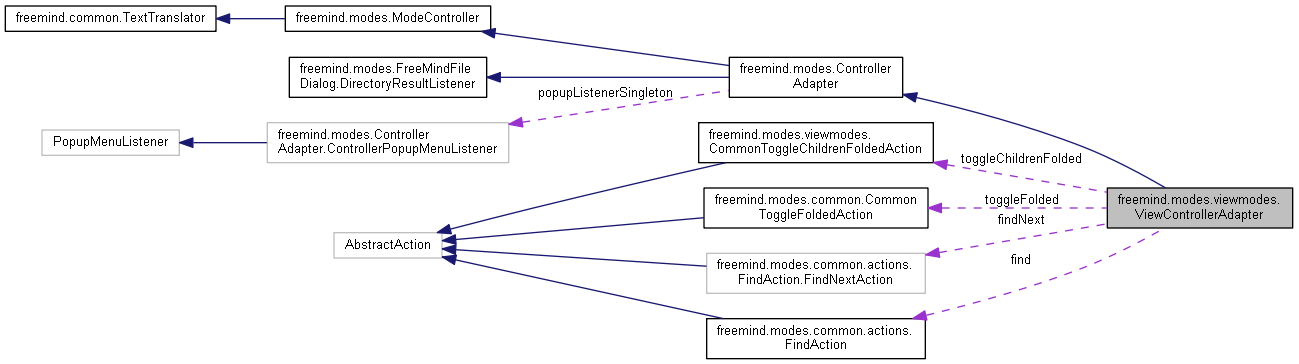 freemind.common.TextTranslator
freemind.modes.ModeController
freemind.modes.FreeMindFile
Dialog.DirectoryResultListener
freemind.modes.Controller
Adapter
popupListenerSingleton
PopupMenuListener
freemind.modes.Controller
Adapter.ControllerPopupMenuListener
freemind.modes.viewmodes.
CommonToggleChildrenFoldedAction
toggleChildrenFolded
freemind.modes.common.Common
ToggleFoldedAction
toggleFolded
findNext
freemind.modes.viewmodes.
ViewControllerAdapter
AbstractAction
freemind.modes.common.actions.
FindAction.FindNextAction
find
freemind.modes.common.actions.
FindAction